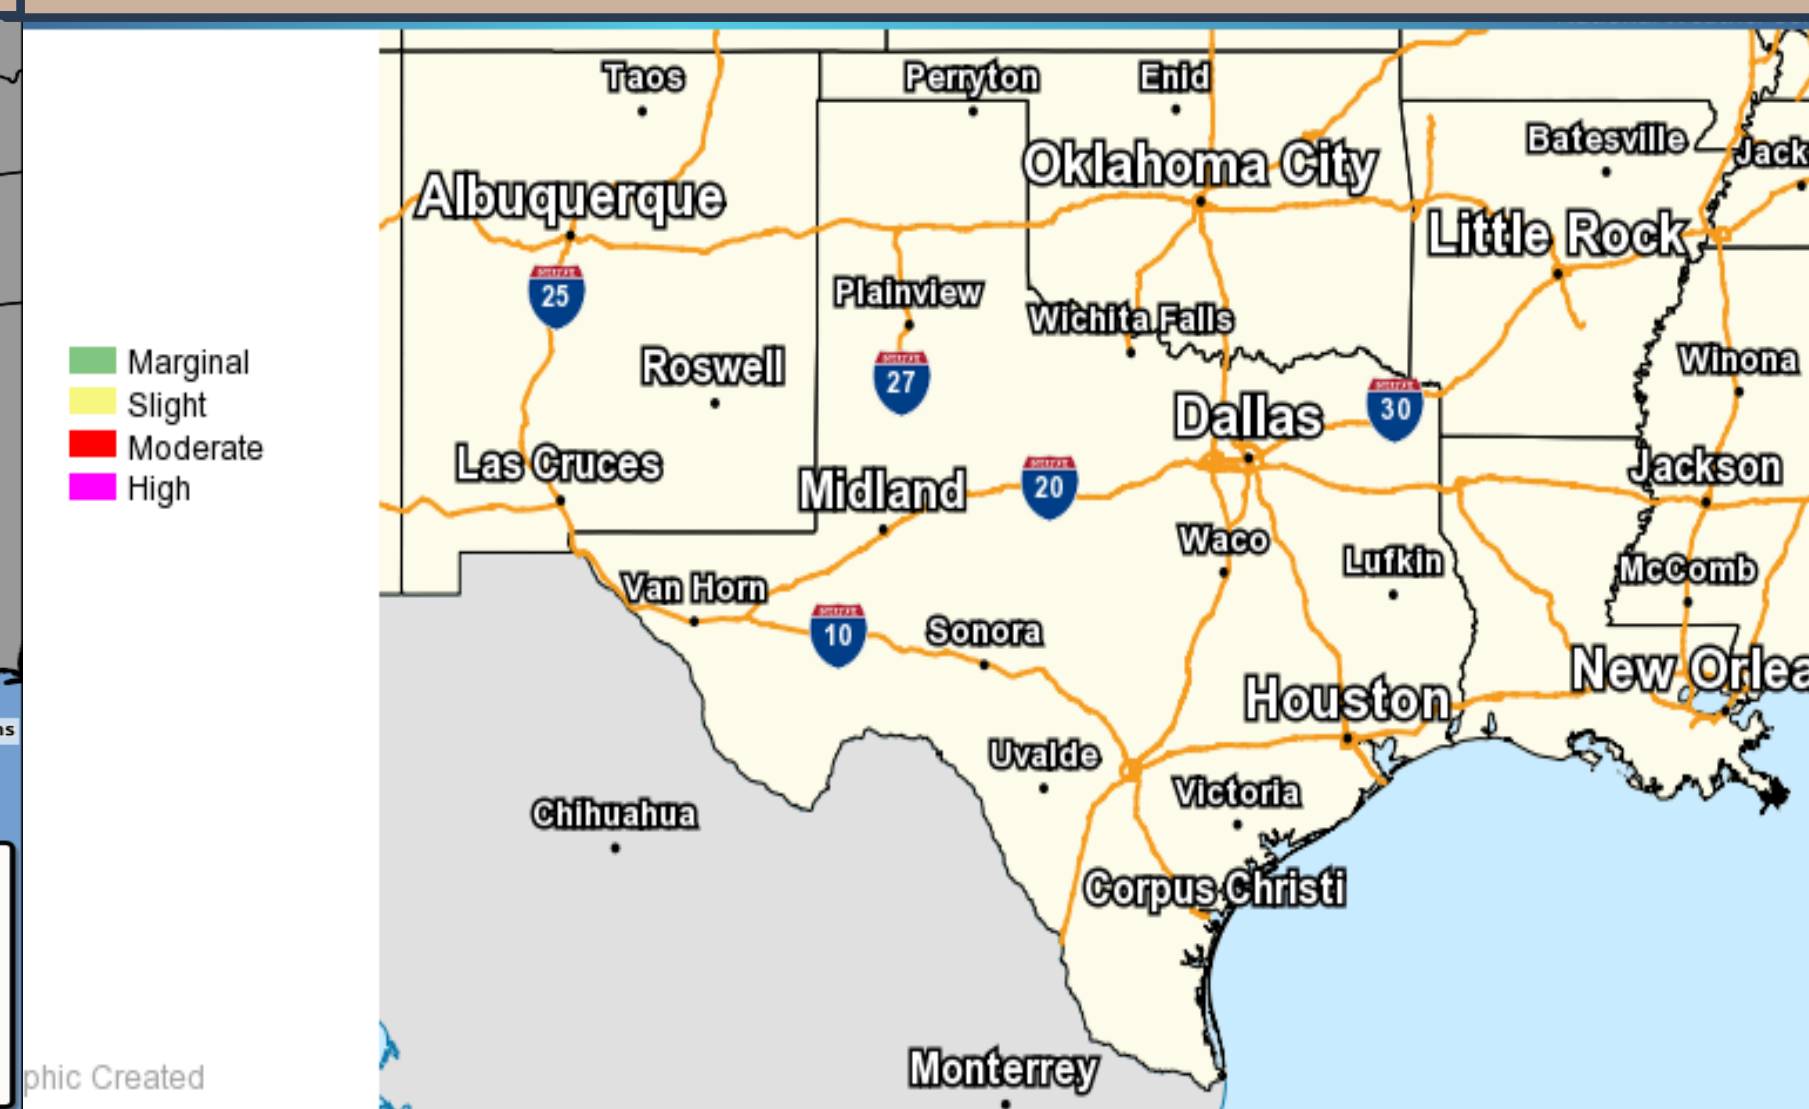 Taos
Perryton
Enid
Batesville
Jack
Oklahoma City
Albuquerque
Little Rock
25
Plainview
Wichita Falls
Winona
Roswell
27
30
Marginal
Slight
Moderate
High
Dallas
Las Cruces
Midland
20
Jackson
Waco
Lufkin
McComb
Van Horn
10
Sonora
New Orlea
Houston
ns
Uvalde
Victoria
Chihuahua
Corpus Christi
Monterrey
phic Created